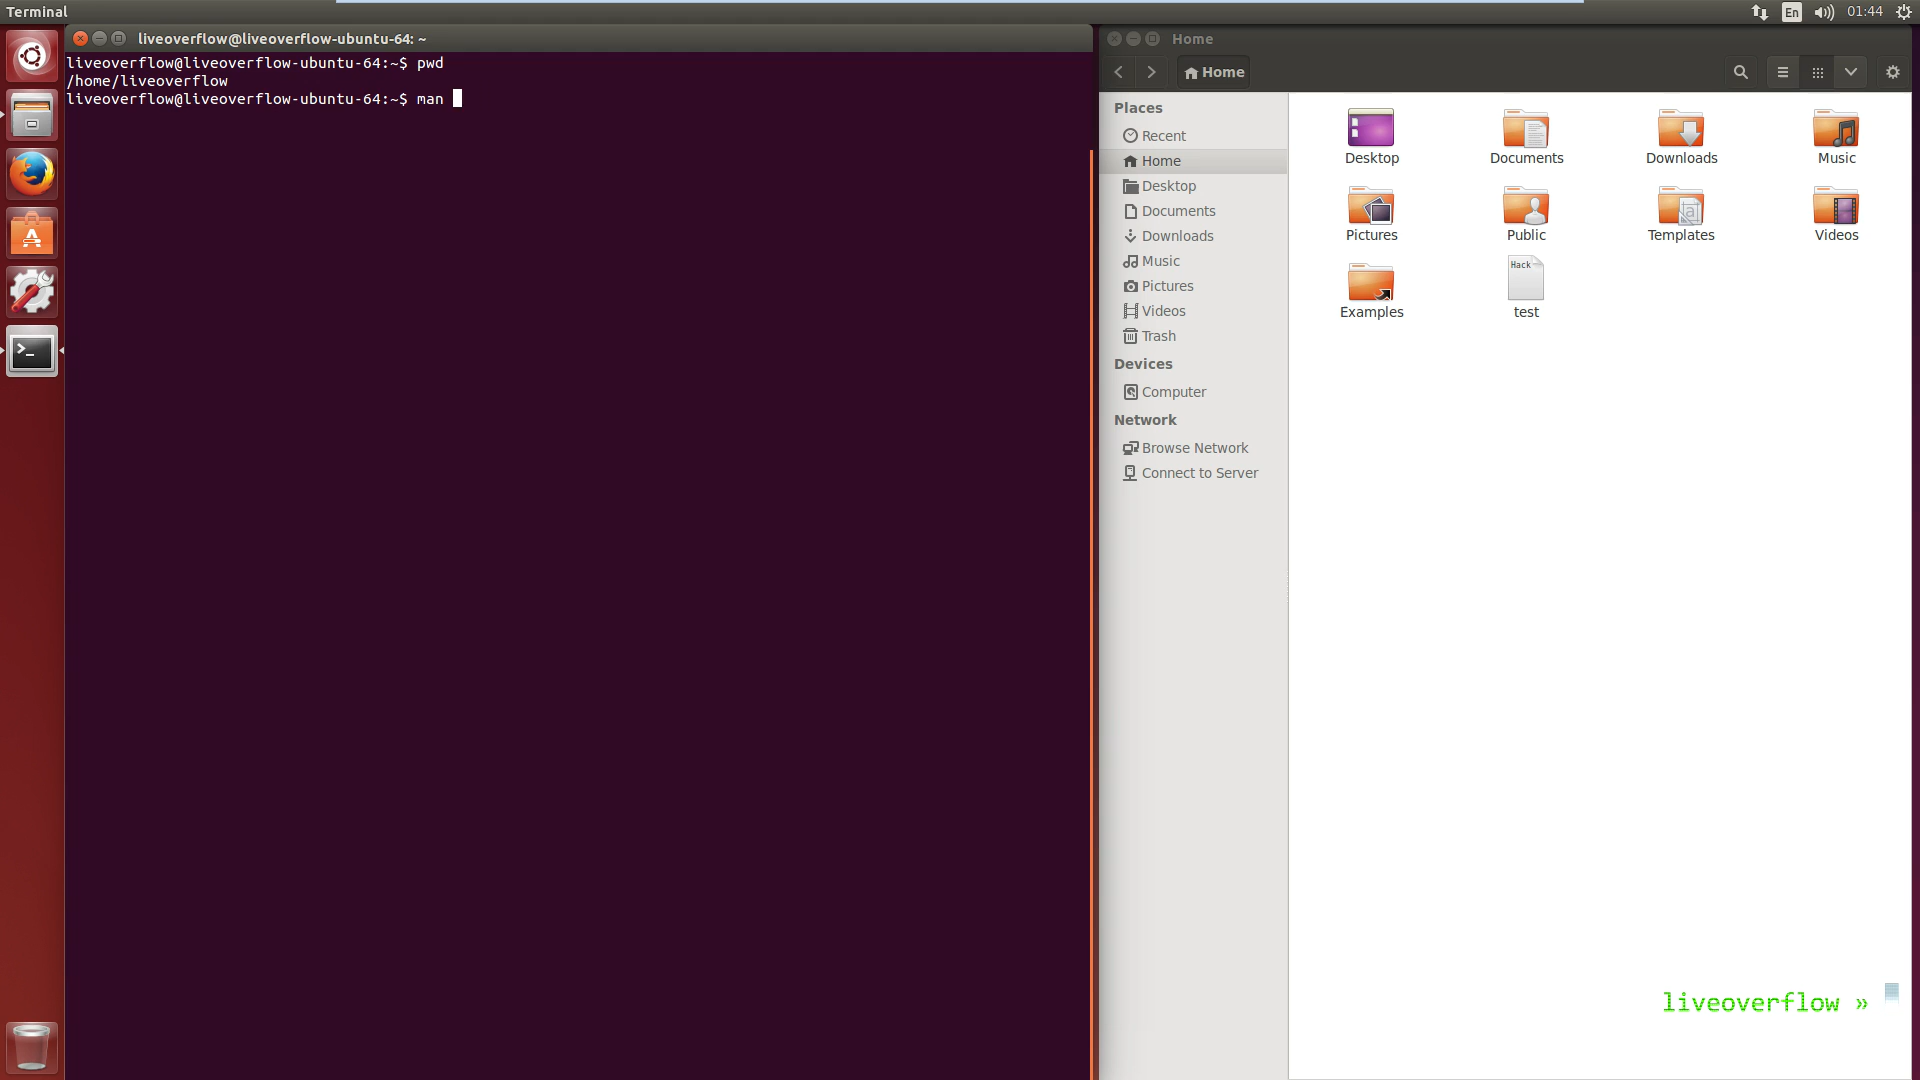 Terminal
En
01:44
liveoverflow@liveoverflow-ubuntu-64: ~
liveoverflow@liveoverflow-ubuntu-64:~$ pwd
/home/liveoverflow
liveoverflow@liveoverflow-ubuntu-64:~$ man
Home
Home
Places
Recent
Home
Desktop
Documents
Downloads
Music
Pictures
Videos
Trash
Devices
Computer
Network
Browse Network
Connect to Server
Desktop
Documents
Downloads
Music
Pictures
Public
Templates
Videos
Examples
Hack
test
liveoverflow »